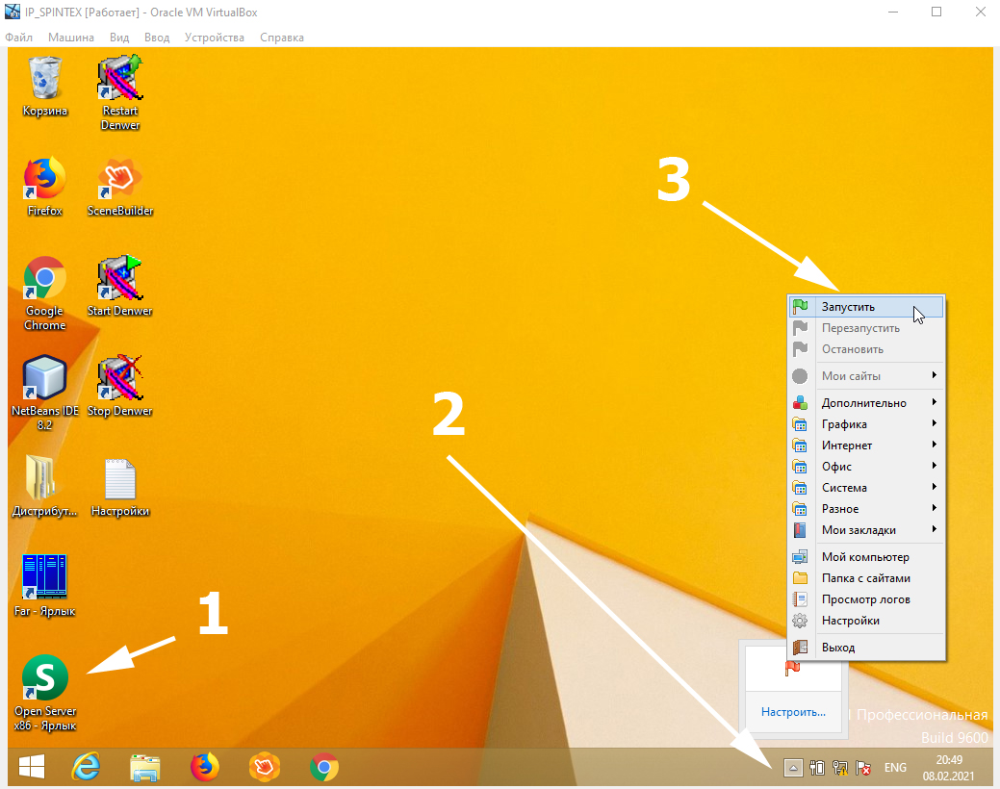 IP_SPINTEX [Работает] - Oracle VM VirtualBox
Файл Машина Вид Ввод Устройства Справка
Корзина
Restart
Denwer
Firefox
SceneBuilder
Google
Chrome
Start Denwer
NetBeans IDE
8.2
Stop Denwer
Дистрибут...
Настройки
Far - Ярлык
Open Server
x86 - Ярлык
1
2
3
Запустить
Перезапустить
Остановить
Мои сайты
Дополнительно
Графика
Интернет
Офис
Система
Разное
Мои закладки
Мой компьютер
Папка с сайтами
Просмотр логов
Настройки
Выход
Настроить...
Профессиональная
Build 9600
ENG
20:49
08.02.2021